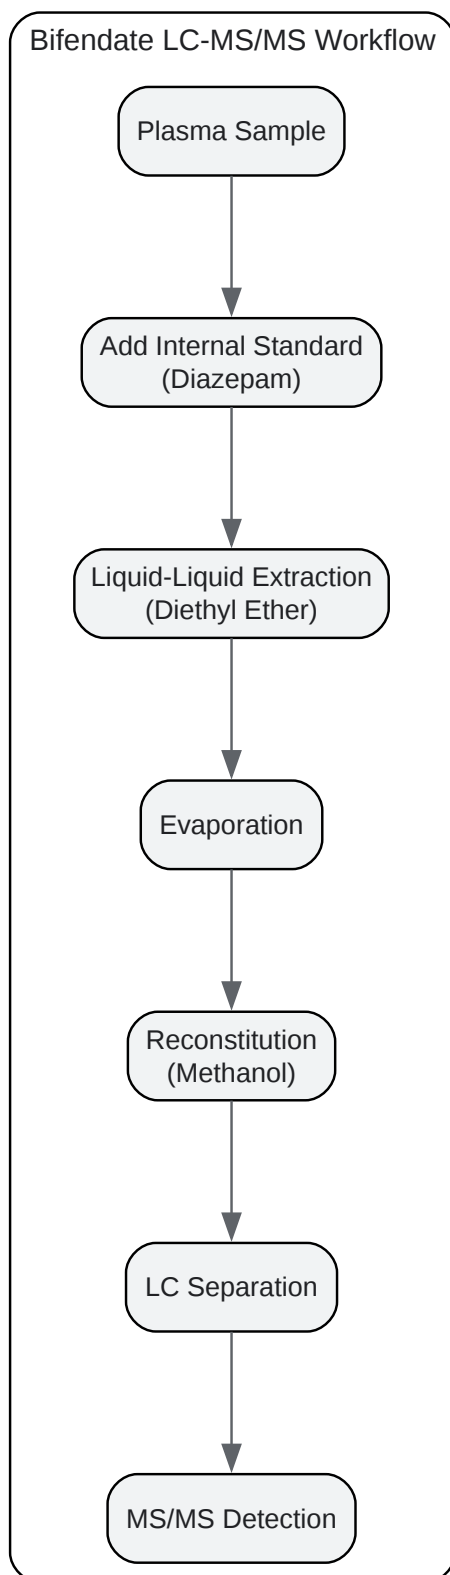 Bifendate LC-MS/MS Workflow
Plasma Sample
Add Internal Standard
(Diazepam)
Liquid-Liquid Extraction
(Diethyl Ether)
Evaporation
Reconstitution
(Methanol)
LC Separation
MS/MS Detection